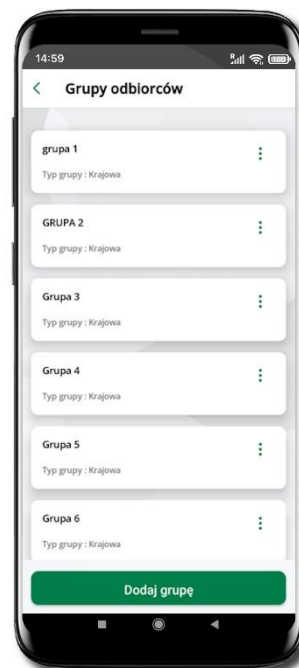 14:59
Grupy odbiorców
grupa 1
Typ grupy : Krajowa
GRUPA 2
Typ grupy : Krajowa
Grupa 3
Typ grupy : Krajowa
Grupa 4
Typ grupy : Krajowa
Grupa 5
Typ grupy : Krajowa
Grupa 6
Typ grupy : Krajowa
Dodaj grupę